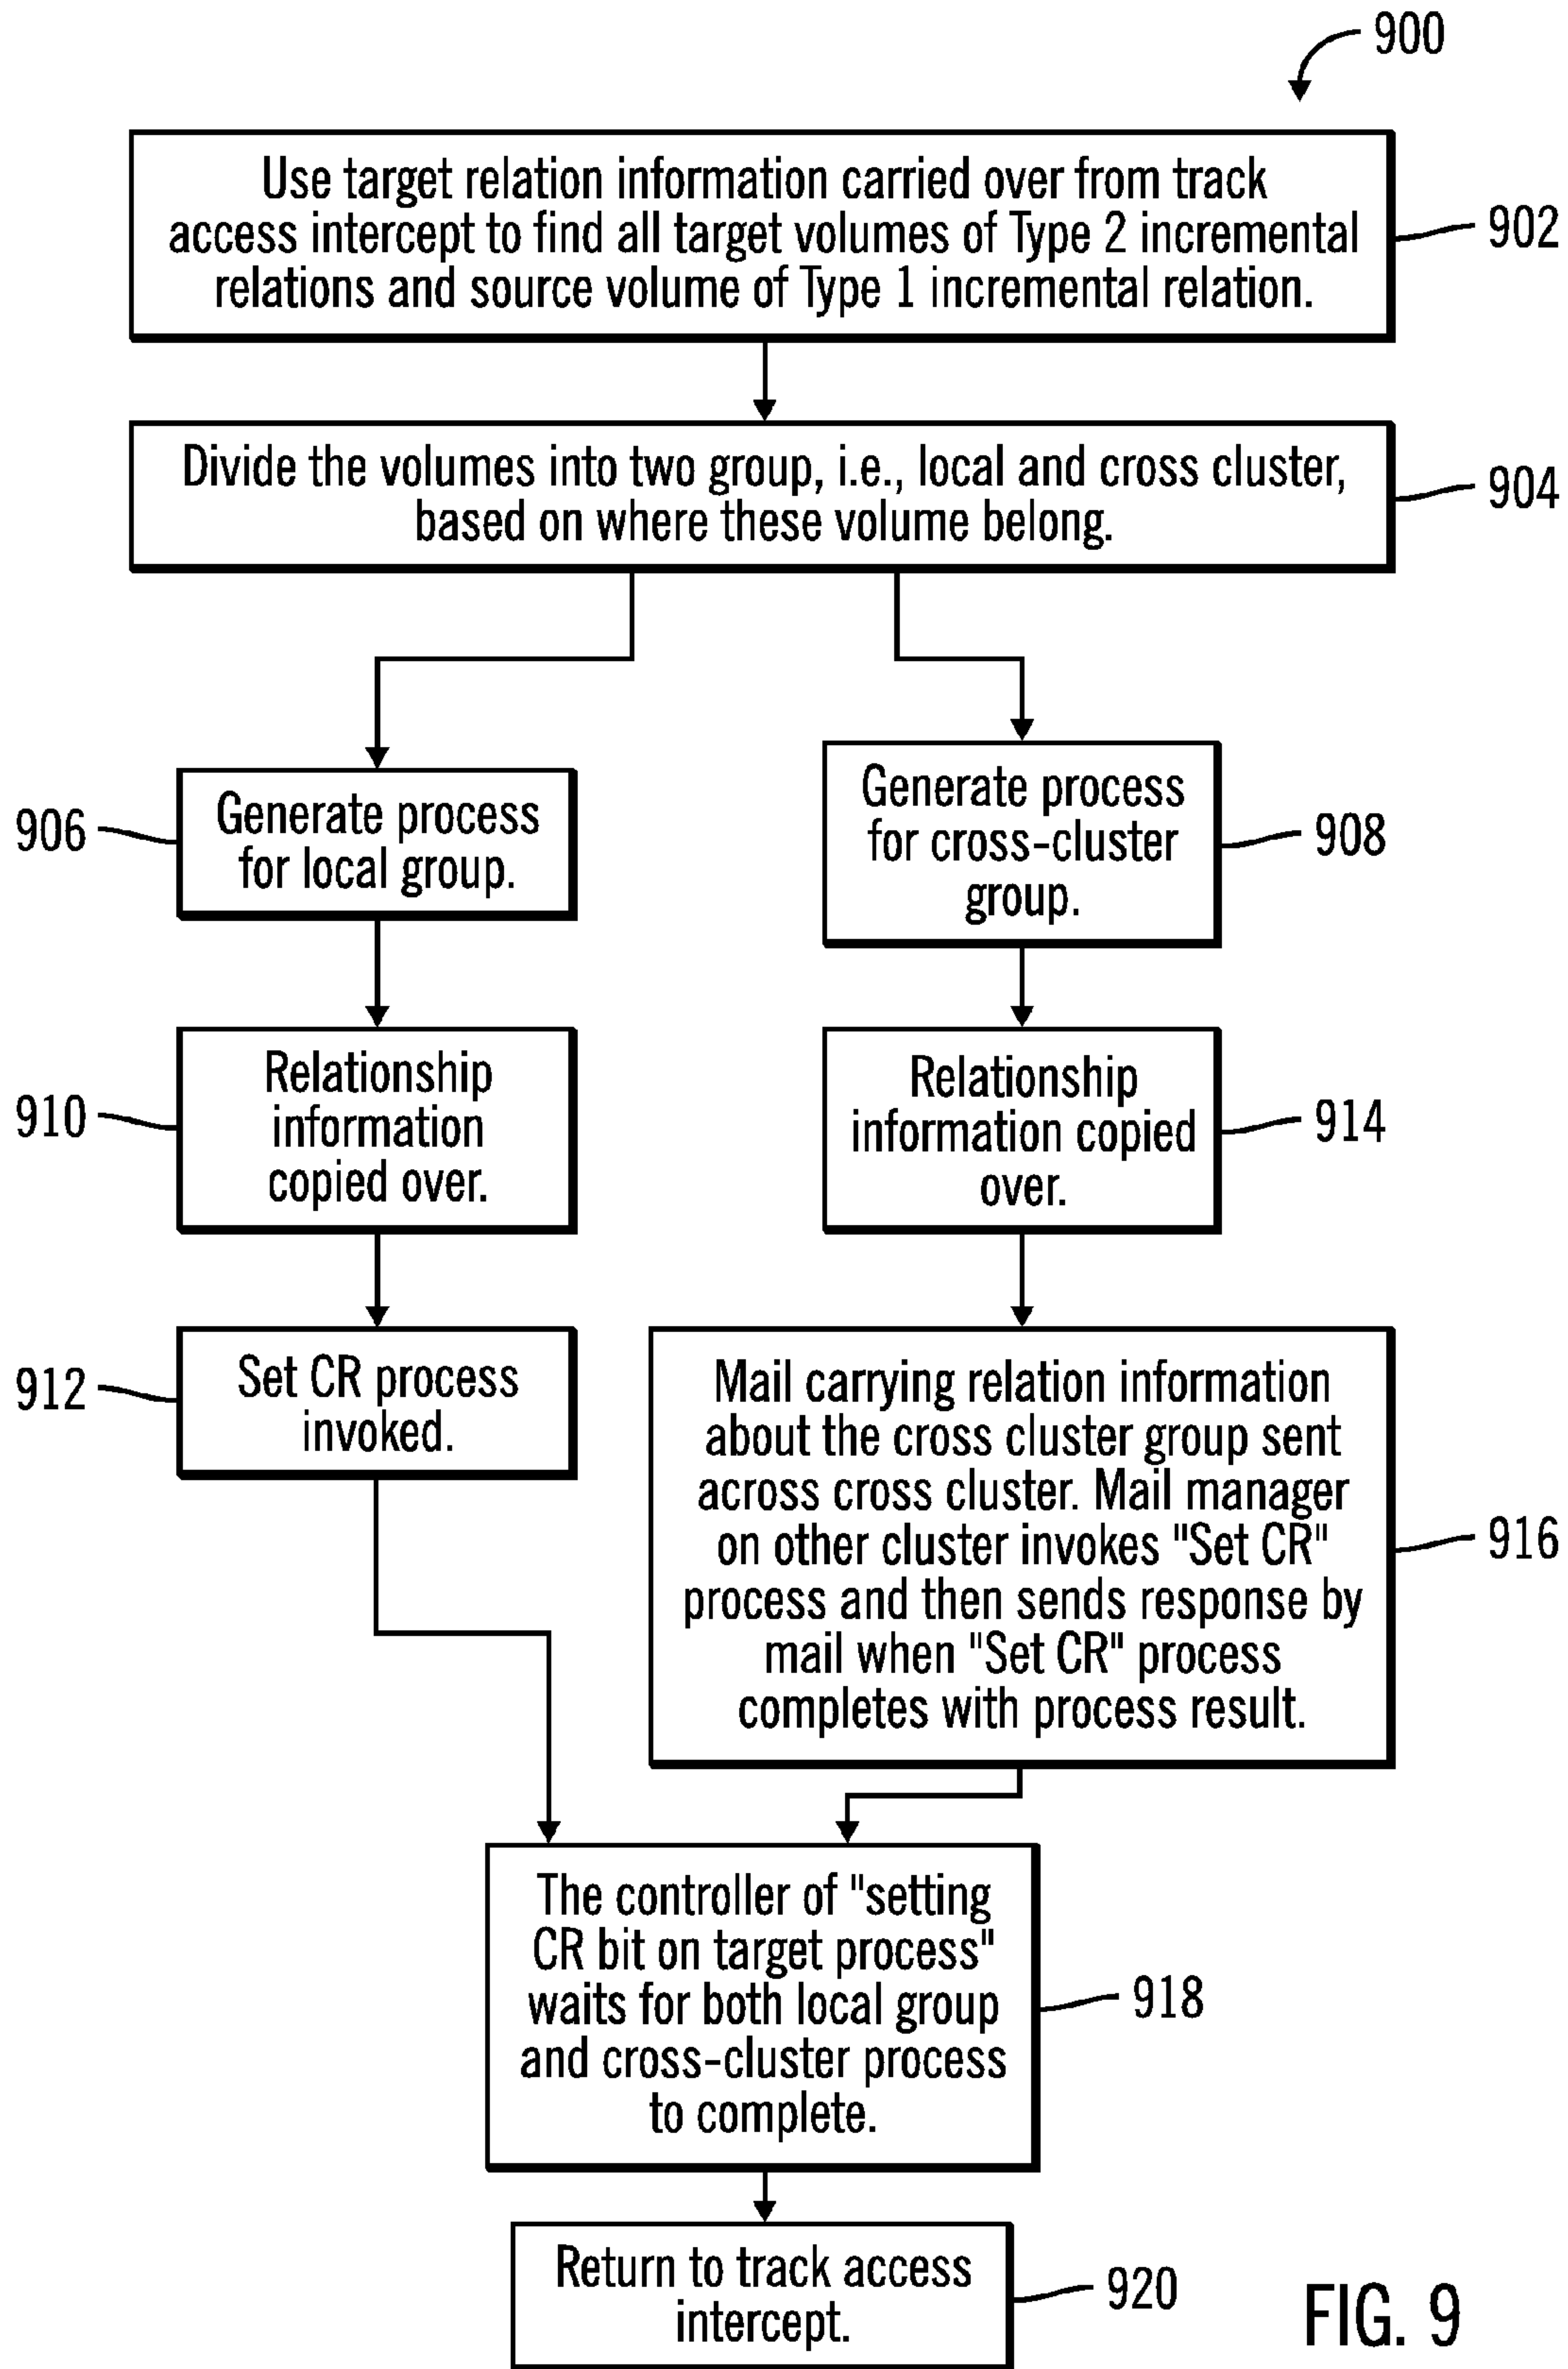 900
Use target relation information carried over from track
access intercept to find all target volumes of Type 2 incremental
relations and source volume of Type 1 incremental relation.
902
Divide the volumes into two group, i.e., local and cross cluster,
based on where these volume belong.
904
906
Generate process
for local group.
Generate process
for cross-cluster
group.
908
910
Relationship
information
copied over.
Relationship
information copied
over.
914
912
Set CR process
invoked.
Mail carrying relation information
about the cross cluster group sent
across cross cluster. Mail manager
on other cluster invokes "Set CR"
process and then sends response by
mail when "Set CR" process
completes with process result.
916
The controller of "setting
CR bit on target process"
waits for both local group
and cross-cluster process
to complete.
918
Return to track access
intercept.
920
FIG. 9